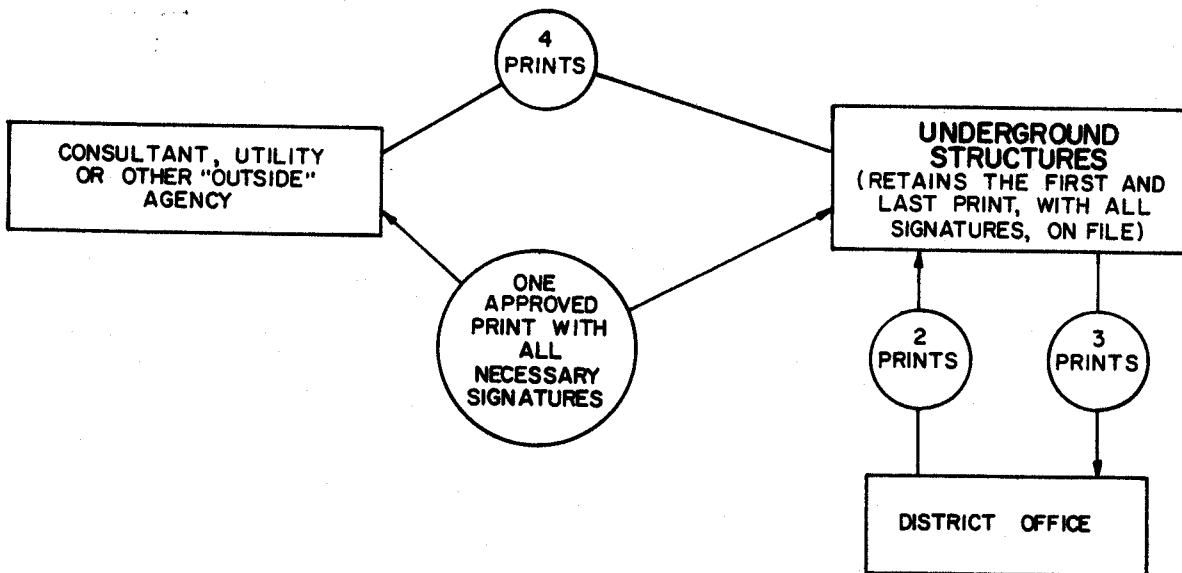 4
PRINTS
CONSULTANT, UTILITY
OR OTHER "OUTSIDE"
AGENCY
UNDERGROUND
STRUCTURES
(RETAINS THE FIRST AND
LAST PRINT, WITH ALL
SIGNATURES, ON FILE)
ONE
APPROVED
PRINT WITH
ALL
NECESSARY
SIGNATURES
2
PRINTS
3
PRINTS
DISTRICT OFFICE